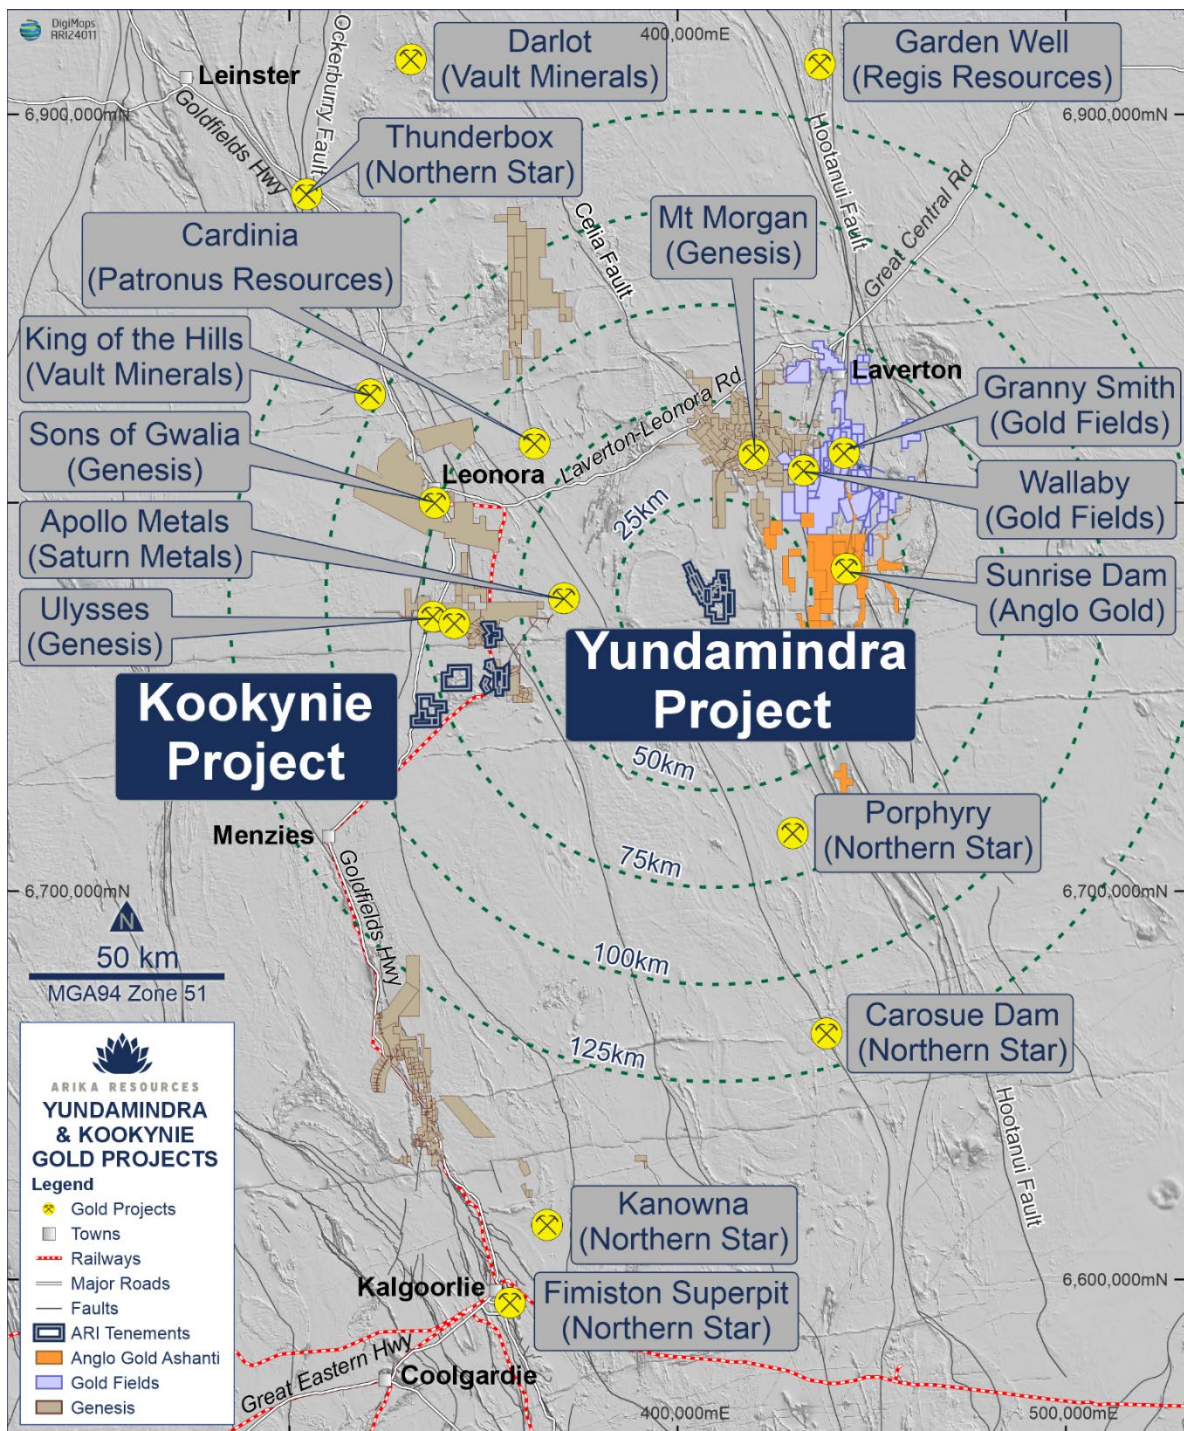 DigiMaps
ARI24011
Leinster
Goldfields Hwy
Ockerburry Fault
Darlot
(Vault Minerals)
400,000mE
Garden Well
(Regis Resources)
6,900,000mN
6,900,000mN
Thunderbox
(Northern Star)
Hootanui Fault
Great Central Rd
Celia Fault
Cardinia
(Patronus Resources)
Mt Morgan
(Genesis)
King of the Hills
(Vault Minerals)
Laverton
Laverton-Leonora Rd
Granny Smith
(Gold Fields)
Sons of Gwalia
(Genesis)
Leonora
Wallaby
(Gold Fields)
25km
Apollo Metals
(Saturn Metals)
Sunrise Dam
(Anglo Gold)
Ulysses
(Genesis)
Yundamindra
Project
Kookynie
Project
50km
Menzies
Porphyry
(Northern Star)
75km
Goldfields Hwy
6,700,000mN
6,700,000mN
N
50 km
MGA94 Zone 51
100km
Carosue Dam
(Northern Star)
125km
Hootanui Fault
ARIKA RESOURCES
YUNDAMINDRA
& KOOKYNIE
GOLD PROJECTS
Legend
Gold Projects
Towns
Railways
Major Roads
Faults
ARI Tenements
Anglo Gold Ashanti
Gold Fields
Genesis
Kanowna
(Northern Star)
Kalgoorlie
Fimiston Superpit
(Northern Star)
6,600,000mN
Great Eastern Hwy
Coolgardie
400,000mE
500,000mE